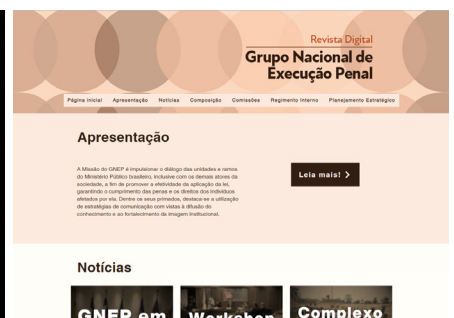 Revista Digital
Grupo Nacional de
Execução Penal
Página Inicial Apresentação Notícias Composição Comissões Regimento Interno Planejamento Estratégico
Apresentação
A Missão do GNEP é impulsionar o diálogo das unidades e ramos
do Ministério Público brasileiro, inclusive com os demais atores da
sociedade, a fim de promover a efetividade da aplicação da lei,
garantindo o cumprimento das penas e os direitos dos indivíduos
afetados por ela. Dentre os seus primados, destaca-se a utilização
de estratégias de comunicação com vistas à difusão do
conhecimento e ao fortalecimento da imagem institucional.
Leia mais!
Notícias
GNEP em Workshop Complexo